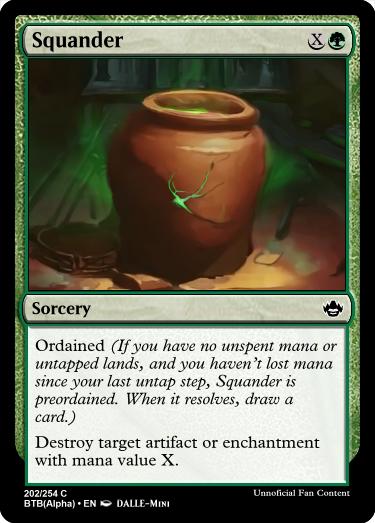 Squander X
Sorcery
Ordained (If you have no unspent mana or
untapped lands, and you haven't lost mana
since your last untap step, Squander is
preordained. When it resolves, draw a
card.)
Destroy target artifact or enchantment
with mana value X.
202/254 C
BTB(Alpha) • EN DALLE-Mini
Unofficial Fan Content